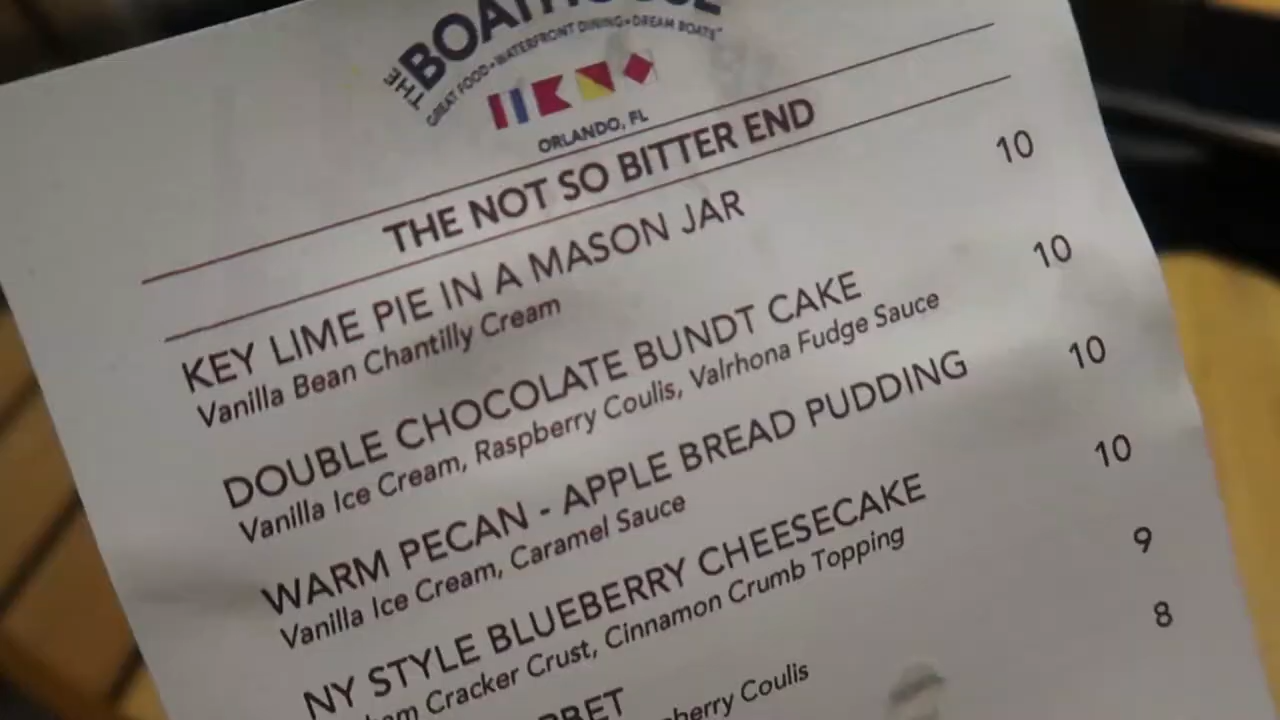 THE BOATHOUSE
GREAT FOOD • WATERFRONT DINING • DREAM BOATS
ORLANDO, FL
THE NOT SO BITTER END
KEY LIME PIE IN A MASON JAR 10
Vanilla Bean Chantilly Cream
DOUBLE CHOCOLATE BUNDT CAKE 10
Vanilla Ice Cream, Raspberry Coulis, Valrhona Fudge Sauce
WARM PECAN - APPLE BREAD PUDDING 10
Vanilla Ice Cream, Caramel Sauce
NY STYLE BLUEBERRY CHEESECAKE 10
Cracker Crust, Cinnamon Crumb Topping
9
Coulis
8